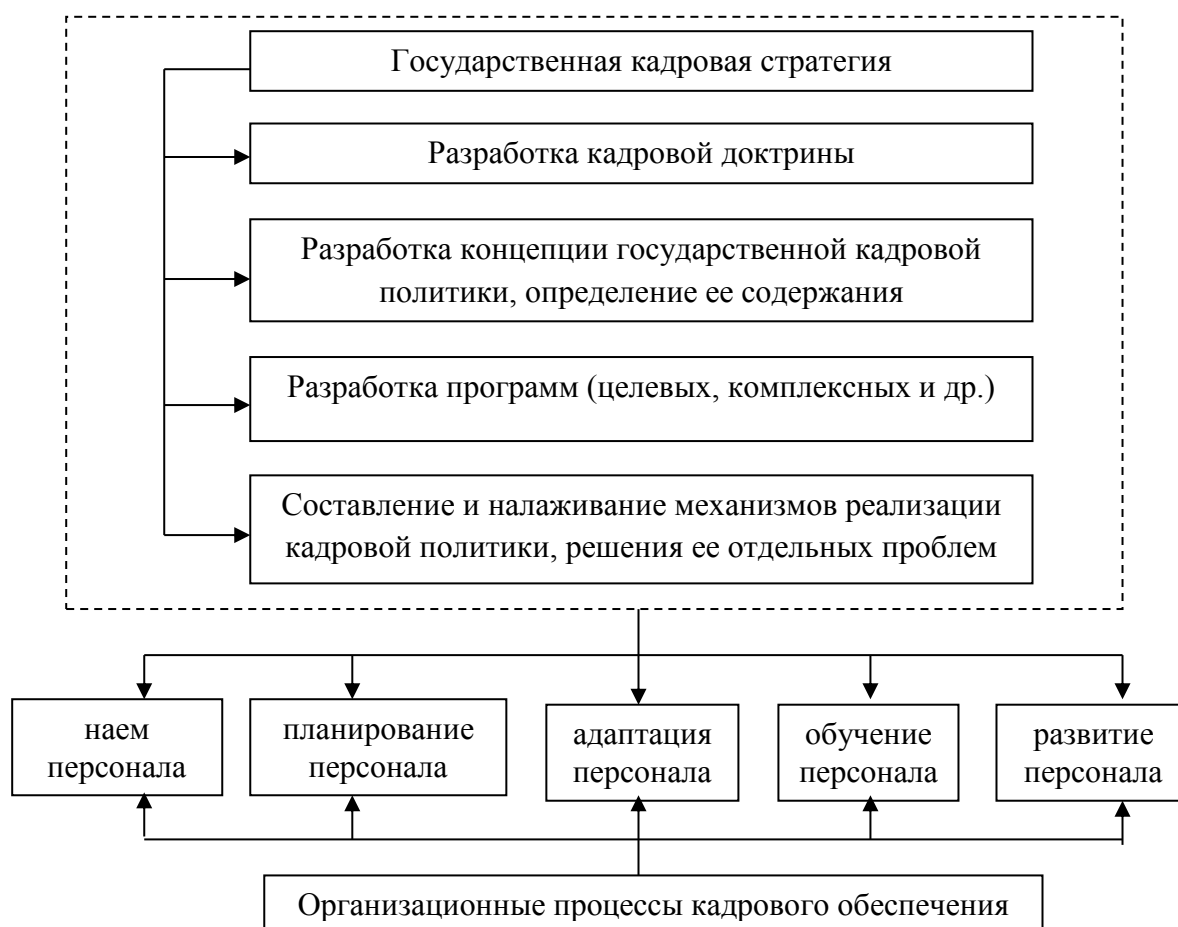 Государственная кадровая стратегия
Разработка кадровой доктрины
Разработка концепции государственной кадровой
политики, определение ее содержания
Разработка программ (целевых, комплексных и др.)
Составление и налаживание механизмов реализации
кадровой политики, решения ее отдельных проблем
наем
персонала
планирование
персонала
адаптация
персонала
обучение
персонала
развитие
персонала
Организационные процессы кадрового обеспечения